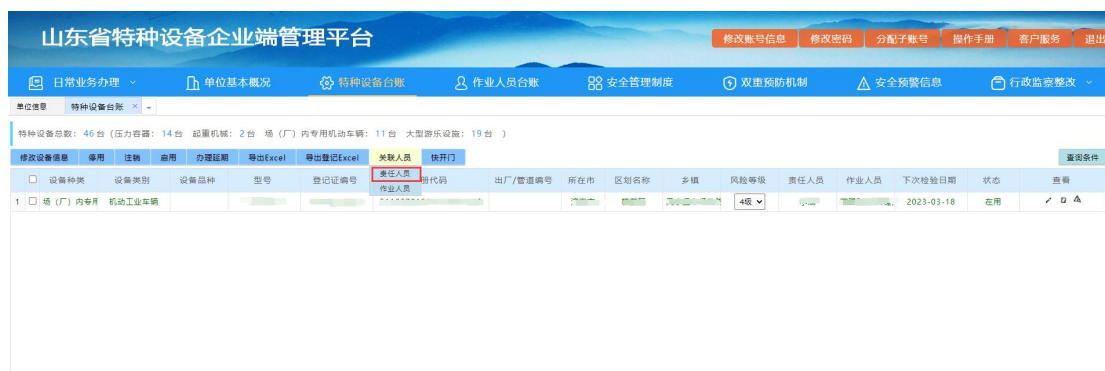 山东省特种设备企业端管理平台
修改账号信息 修改密码 分配子账号 操作手册 客户服务 退出
日常业务办理 单位基本概况 特种设备台账 作业人员台账 安全管理制度 双重预防机制 安全预警信息 行政监察整改
单位信息 特种设备台账 ×
特种设备总数: 46台 (压力容器: 14台 起重机械: 2台 场 (厂) 内专用机动车辆: 11台 大型游乐设施: 19台 )
修改设备信息 停用 注销 启用 办理延期 导出Excel 导出登记Excel 关联人员 快开门 查询条件
责任人员
作业人员
设备种类 设备类别 设备品种 型号 登记证编号 册代码 出厂/管道编号 所在市 区划名称 乡镇 风险等级 责任人员 作业人员 下次检验日期 状态 查看
1 场 (厂) 内专用 机动工业车辆 4级 2023-03-18 在用